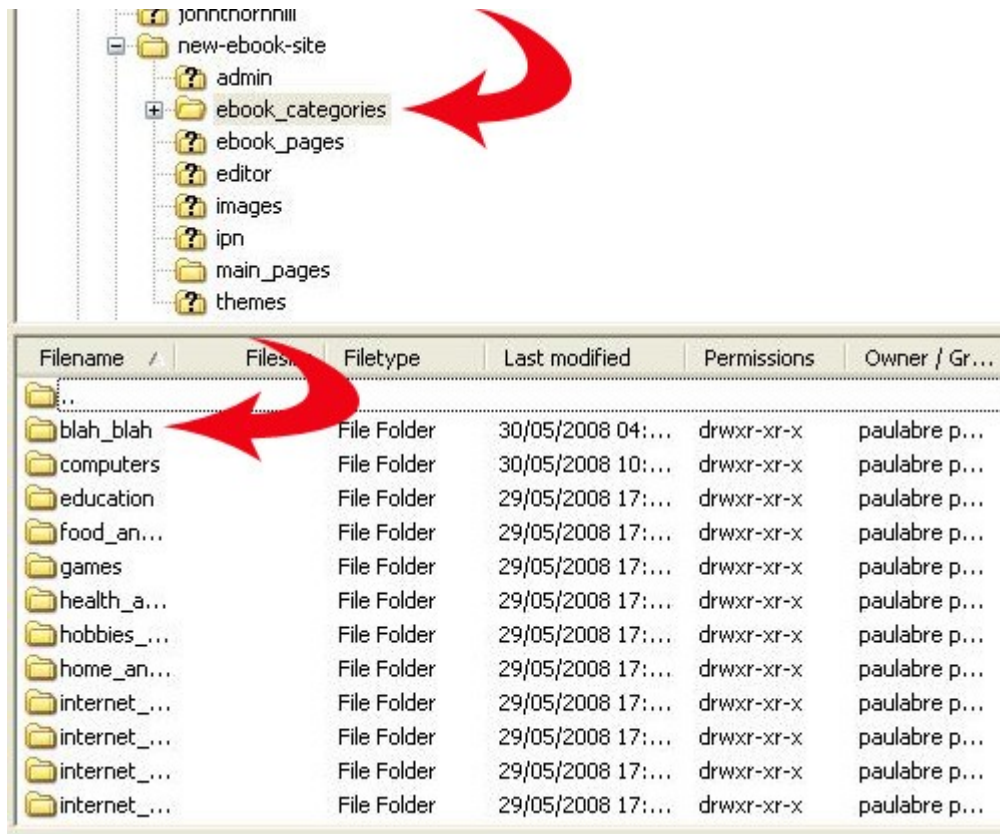 johnthornhill
new-ebook-site
admin
ebook_categories
ebook_pages
editor
images
ipn
main_pages
themes
Filename / Filesi Filetype Last modified Permissions Owner / Gr...
..
blah_blah File Folder 30/05/2008 04:... drwxr-xr-x paulabre p...
computers File Folder 30/05/2008 10:... drwxr-xr-x paulabre p...
education File Folder 29/05/2008 17:... drwxr-xr-x paulabre p...
food_an... File Folder 29/05/2008 17:... drwxr-xr-x paulabre p...
games File Folder 29/05/2008 17:... drwxr-xr-x paulabre p...
health_a... File Folder 29/05/2008 17:... drwxr-xr-x paulabre p...
hobbies_... File Folder 29/05/2008 17:... drwxr-xr-x paulabre p...
home_an... File Folder 29/05/2008 17:... drwxr-xr-x paulabre p...
internet_... File Folder 29/05/2008 17:... drwxr-xr-x paulabre p...
internet_... File Folder 29/05/2008 17:... drwxr-xr-x paulabre p...
internet_... File Folder 29/05/2008 17:... drwxr-xr-x paulabre p...
internet_... File Folder 29/05/2008 17:... drwxr-xr-x paulabre p...